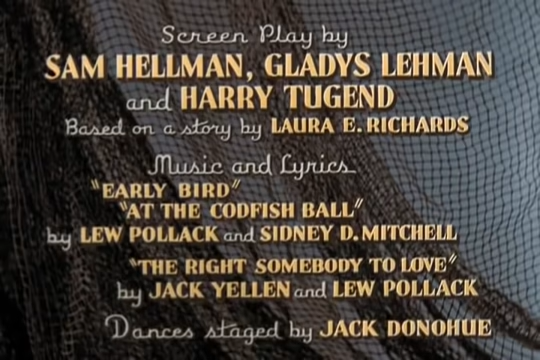 Screen Play by
SAM HELLMAN, GLADYS LEHMAN
and HARRY TUGEND
Based on a story by LAURA E. RICHARDS
Music and Lyrics
"EARLY BIRD"
"AT THE CODFISH BALL"
by LEW POLLACK and SIDNEY D. MITCHELL
"THE RIGHT SOMEBODY TO LOVE"
by JACK YELLEN and LEW POLLACK
Dances staged by JACK DONOHUE